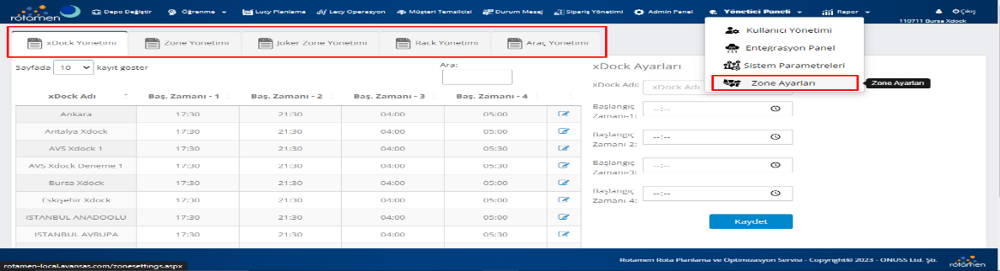 rotamen
Depo Değiştir Öğrenme Lucy Planlama Lecy Operasyon Müşteri Temsilcisi Durum Mesaj Sipariş Yönetimi Admin Panel Yönetici Paneli Rapor Çıkış
110711 Bursa Xdock
Kullanıcı Yönetimi
Entegrasyon Panel
Sistem Parametreleri
Zone Ayarları
Zone Ayarları
xDock Yönetimi Zone Yönetimi Joker Zone Yönetimi Rack Yönetimi Araç Yönetimi
Sayfada 10 kayıt göster
Ara:
xDock Adı Baş. Zamanı - 1 Baş. Zamanı - 2 Baş. Zamanı - 3 Baş. Zamanı - 4
Ankara 17:30 21:30 04:00 05:00
Antalya Xdock 17:30 21:30 04:00 05:00
AVS Xdock 1 17:30 21:30 04:00 05:30
AVS Xdock Deneme 1 17:30 21:30 04:00 05:00
Bursa Xdock 17:30 21:30 04:00 05:00
Eskişehir Xdock 17:30 21:30 04:00 05:00
ISTANBUL ANADOOLU 17:30 21:30 04:00 05:00
ISTANBUL AVRUPA 17:30 21:30 04:00 05:30
xDock Ayarları
xDock Adı: xDock Adı
Başlangıç
Zamanı-1: --:--
Başlangıç
Zamanı 2: --:--
Başlangıç
Zamanı-3: --:--
Başlangıç
Zamanı 4: --:--
Kaydet
Rotamen Rota Planlama ve Optimizasyon Servisi - Copyright© 2023 - ONUSS Ltd. Şti.
rotamen
rotamen-local.avansas.com/zonesettings.aspx